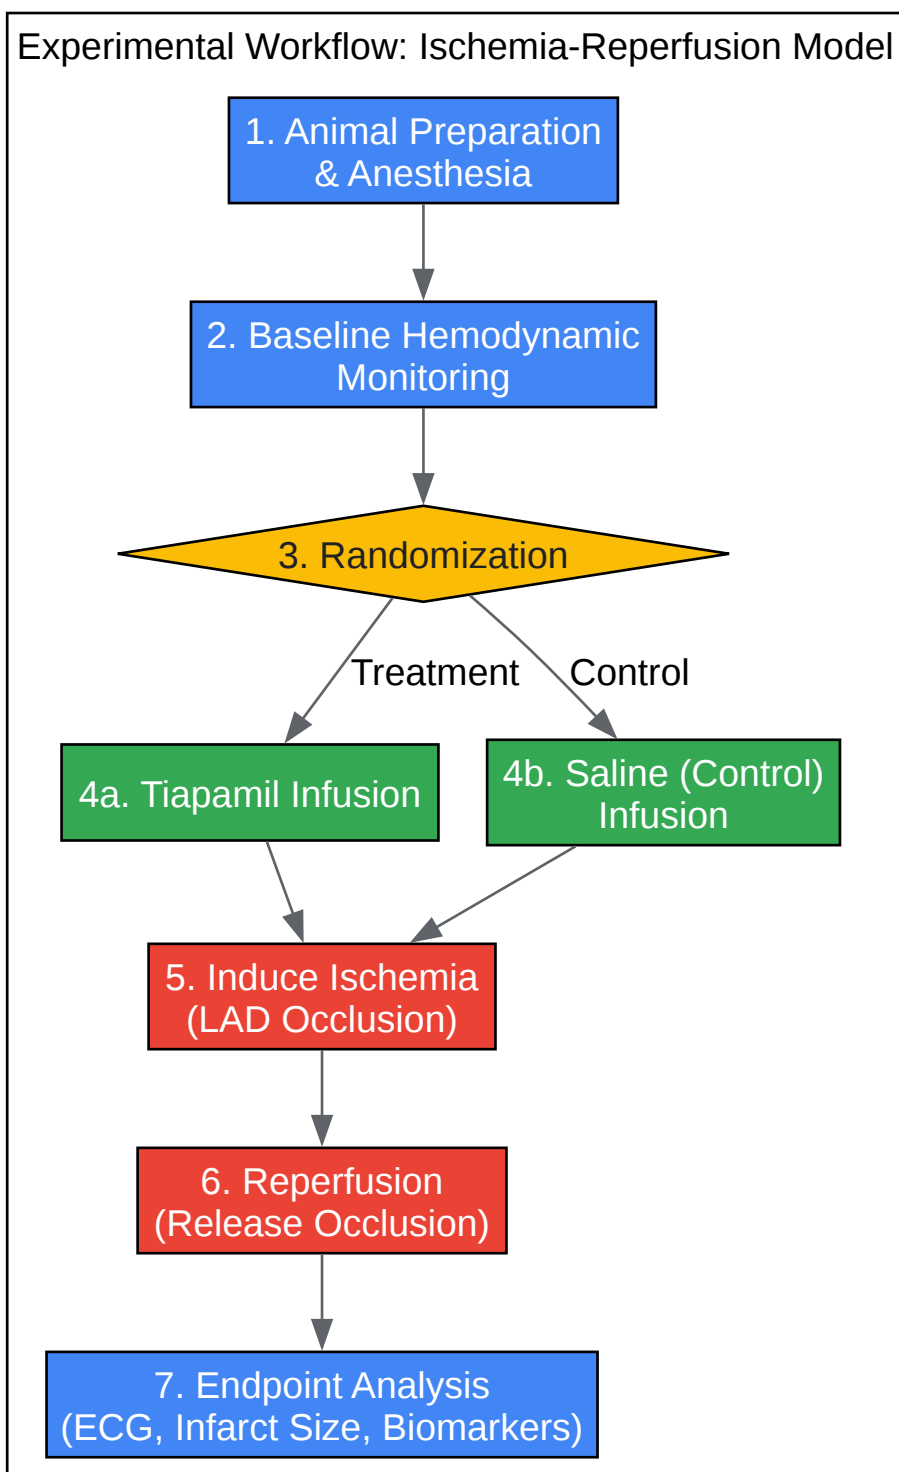 Experimental Workflow: Ischemia-Reperfusion Model
1. Animal Preparation
& Anesthesia
2. Baseline Hemodynamic
Monitoring
3. Randomization
Treatment
Control
4a. Tiapamil Infusion
4b. Saline (Control)
Infusion
5. Induce Ischemia
(LAD Occlusion)
6. Reperfusion
(Release Occlusion)
7. Endpoint Analysis
(ECG, Infarct Size, Biomarkers)